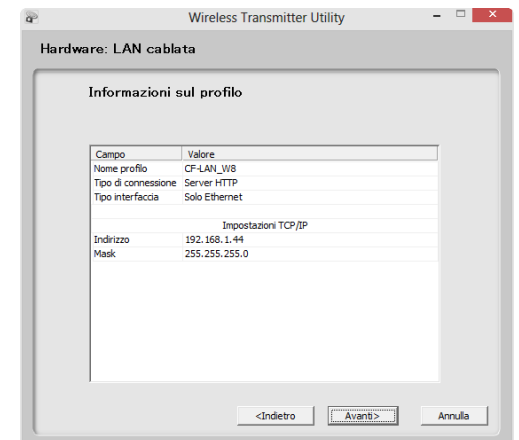 Wireless Transmitter Utility
Hardware: LAN cablata
Informazioni sul profilo
Campo Valore
Nome profilo CF-LAN_W8
Tipo di connessione Server HTTP
Tipo interfaccia Solo Ethernet
Impostazioni TCP/IP
Indirizzo 192.168.1.44
Mask 255.255.255.0
<Indietro Avanti> Annulla